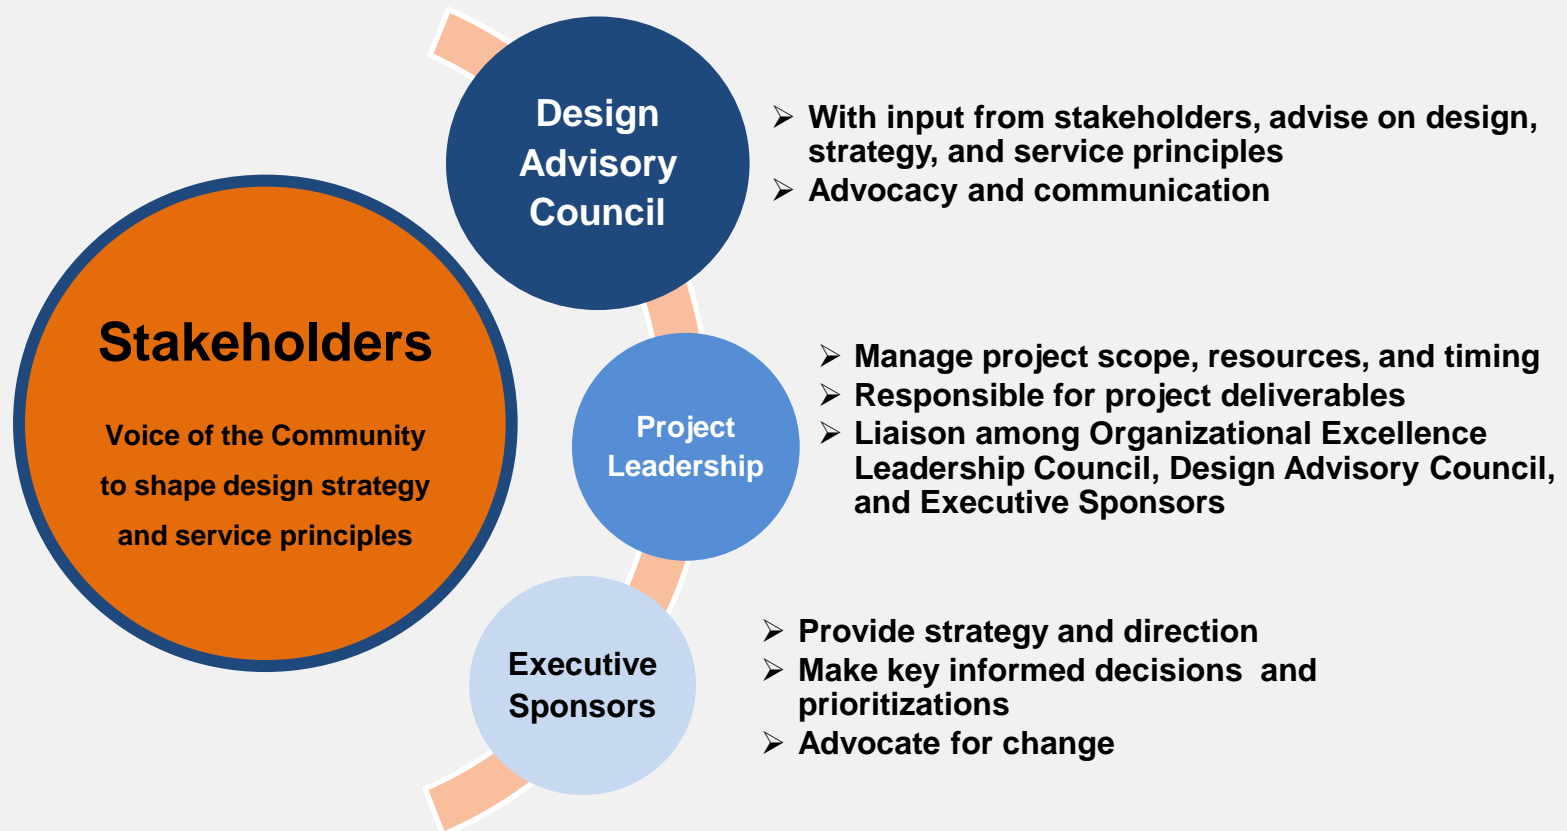 Stakeholders
Voice of the Community
to shape design strategy
and service principles
Design
Advisory
Council
➢ With input from stakeholders, advise on design,
strategy, and service principles
➢ Advocacy and communication
Project
Leadership
➢ Manage project scope, resources, and timing
➢ Responsible for project deliverables
➢ Liaison among Organizational Excellence
Leadership Council, Design Advisory Council,
and Executive Sponsors
Executive
Sponsors
➢ Provide strategy and direction
➢ Make key informed decisions  and
prioritizations
➢ Advocate for change